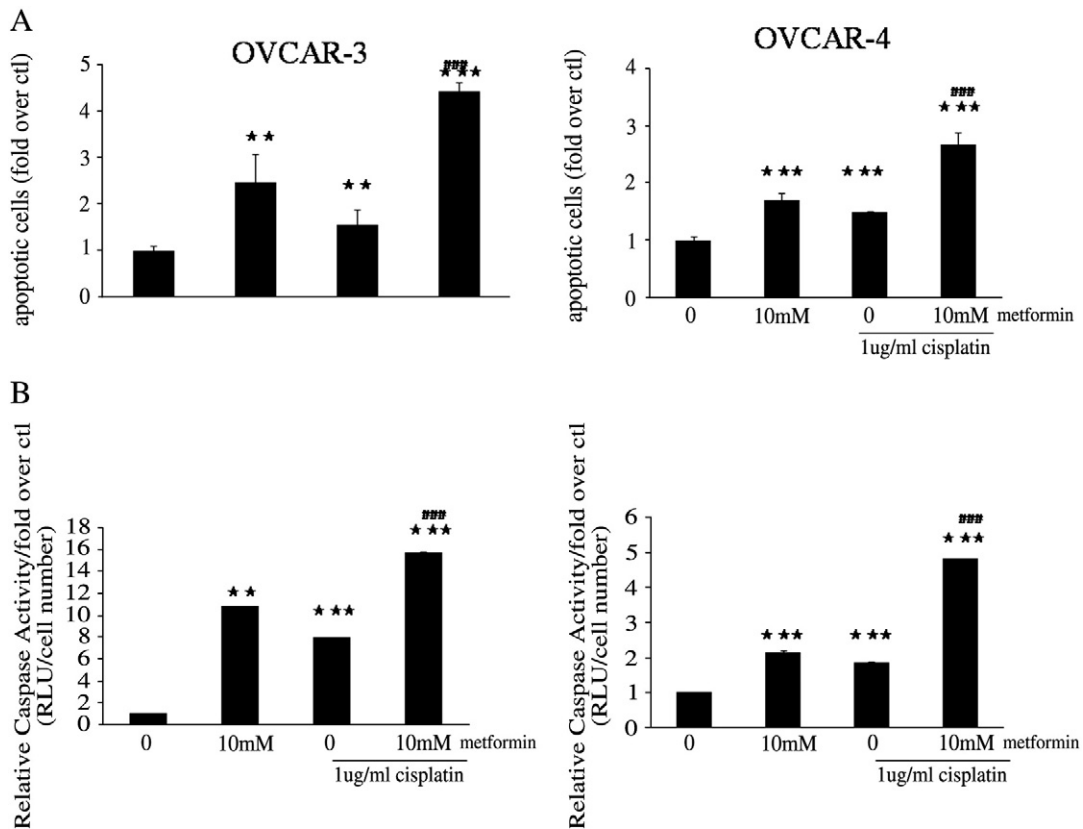 A
OVCAR-3
apoptotic cells (fold over ctl)
5
4
3
2
1
0
★★
★★
###
★★★
OVCAR-4
apoptotic cells (fold over ctl)
4
3
2
1
0
★★★
★★★
###
★★★
0 10mM 0 10mM metformin
1ug/ml cisplatin
B
Relative Caspase Activity/fold over ctl
(RLU/cell number)
18
16
14
12
10
8
6
4
2
0
★★
★★★
###
★★★
0 10mM 0 10mM metformin
1ug/ml cisplatin
Relative Caspase Activity/fold over ctl
(RLU/cell number)
6
5
4
3
2
1
0
★★★
★★★
###
★★★
0 10mM 0 10mM metformin
1ug/ml cisplatin